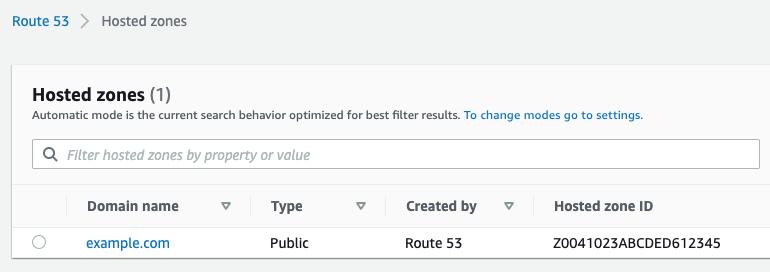 Route 53 > Hosted zones
Hosted zones (1)
Automatic mode is the current search behavior optimized for best filter results. To change modes go to settings.
Filter hosted zones by property or value
Domain name Type Created by Hosted zone ID
example.com Public Route 53 Z0041023ABCDED612345